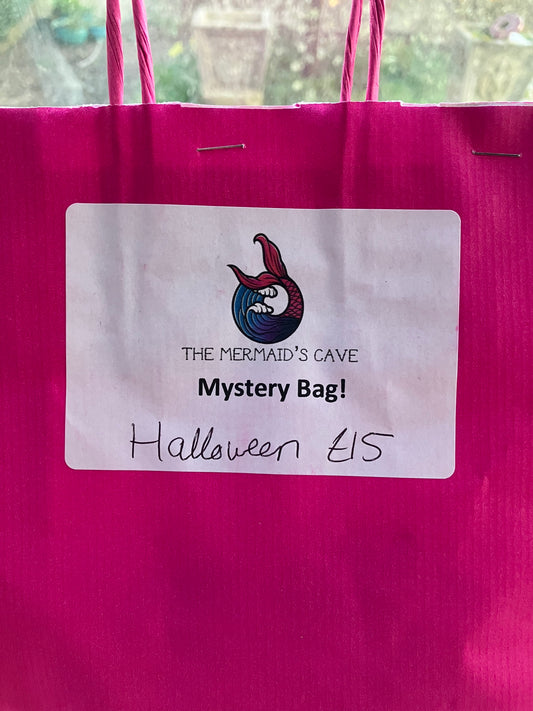 THE MERMAID'S CAVE
Mystery Bag!
Halloween £15